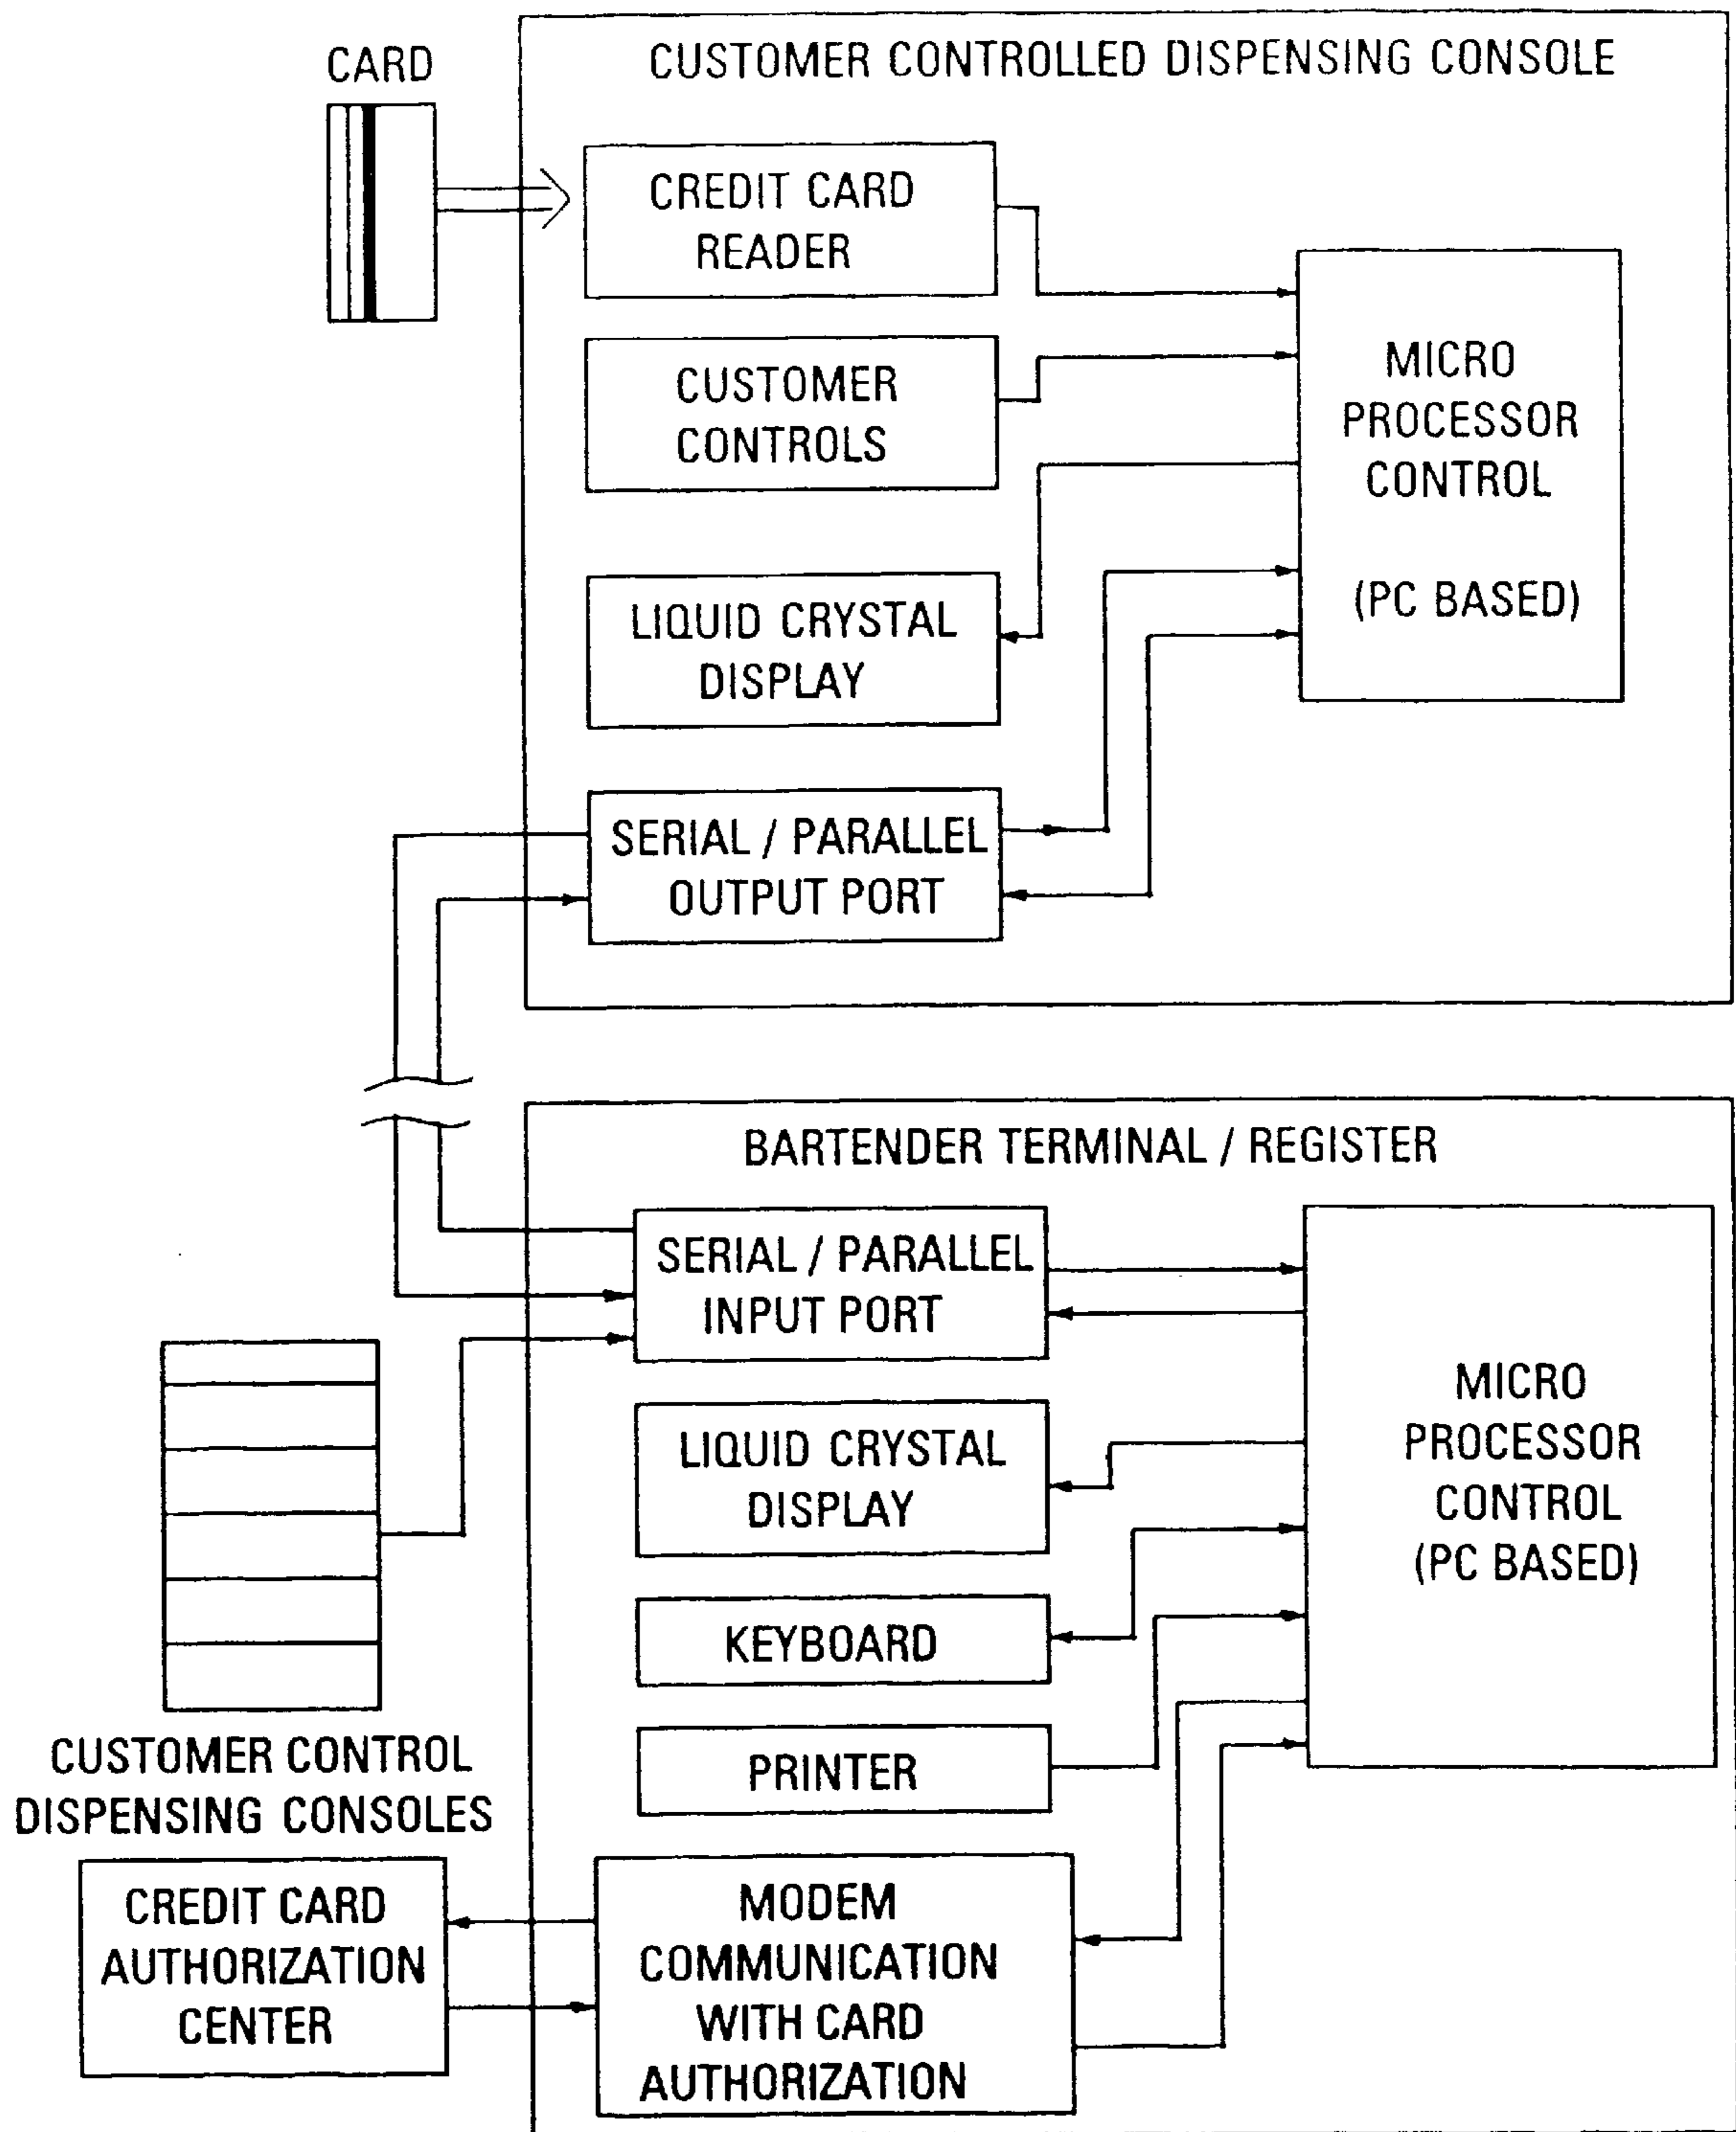 CARD
CUSTOMER CONTROLLED DISPENSING CONSOLE
CREDIT CARD
READER
CUSTOMER
CONTROLS
MICRO
PROCESSOR
CONTROL
(PC BASED)
LIQUID CRYSTAL
DISPLAY
SERIAL / PARALLEL
OUTPUT PORT
BARTENDER TERMINAL / REGISTER
SERIAL / PARALLEL
INPUT PORT
LIQUID CRYSTAL
DISPLAY
MICRO
PROCESSOR
CONTROL
(PC BASED)
KEYBOARD
PRINTER
CUSTOMER CONTROL
DISPENSING CONSOLES
CREDIT CARD
AUTHORIZATION
CENTER
MODEM
COMMUNICATION
WITH CARD
AUTHORIZATION